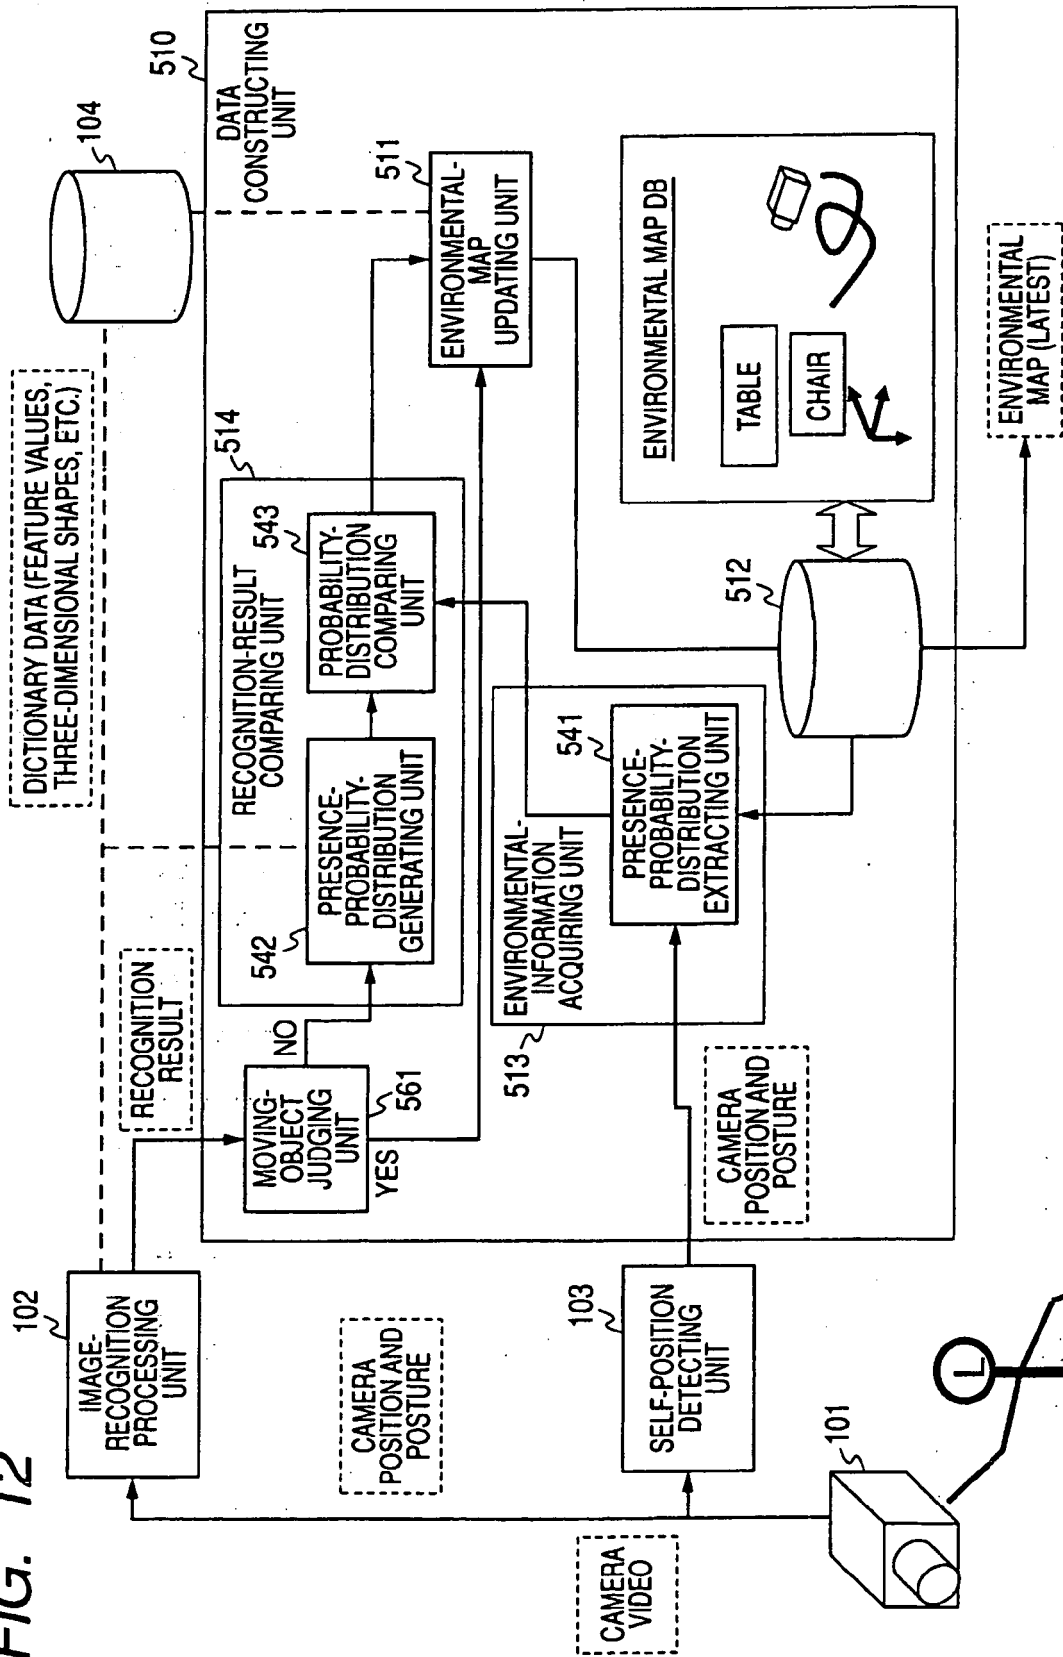 FIG. 12
DICTIONARY DATA (FEATURE VALUES,
THREE-DIMENSIONAL SHAPES, ETC.)
104
102
IMAGE-
RECOGNITION
PROCESSING
UNIT
RECOGNITION
RESULT
510
DATA
CONSTRUCTING
UNIT
MOVING-
OBJECT
JUDGING
UNIT
561
NO
YES
514
RECOGNITION-RESULT
COMPARING UNIT
542
PRESENCE-
PROBABILITY-
DISTRIBUTION
GENERATING UNIT
543
PROBABILITY-
DISTRIBUTION
COMPARING
UNIT
511
ENVIRONMENTAL-
MAP
UPDATING UNIT
CAMERA
POSITION AND
POSTURE
513
ENVIRONMENTAL-
INFORMATION
ACQUIRING UNIT
541
PRESENCE-
PROBABILITY-
DISTRIBUTION
EXTRACTING UNIT
512
ENVIRONMENTAL MAP DB
TABLE
CHAIR
CAMERA
VIDEO
103
SELF-POSITION
DETECTING
UNIT
CAMERA
POSITION AND
POSTURE
101
L
ENVIRONMENTAL
MAP (LATEST)